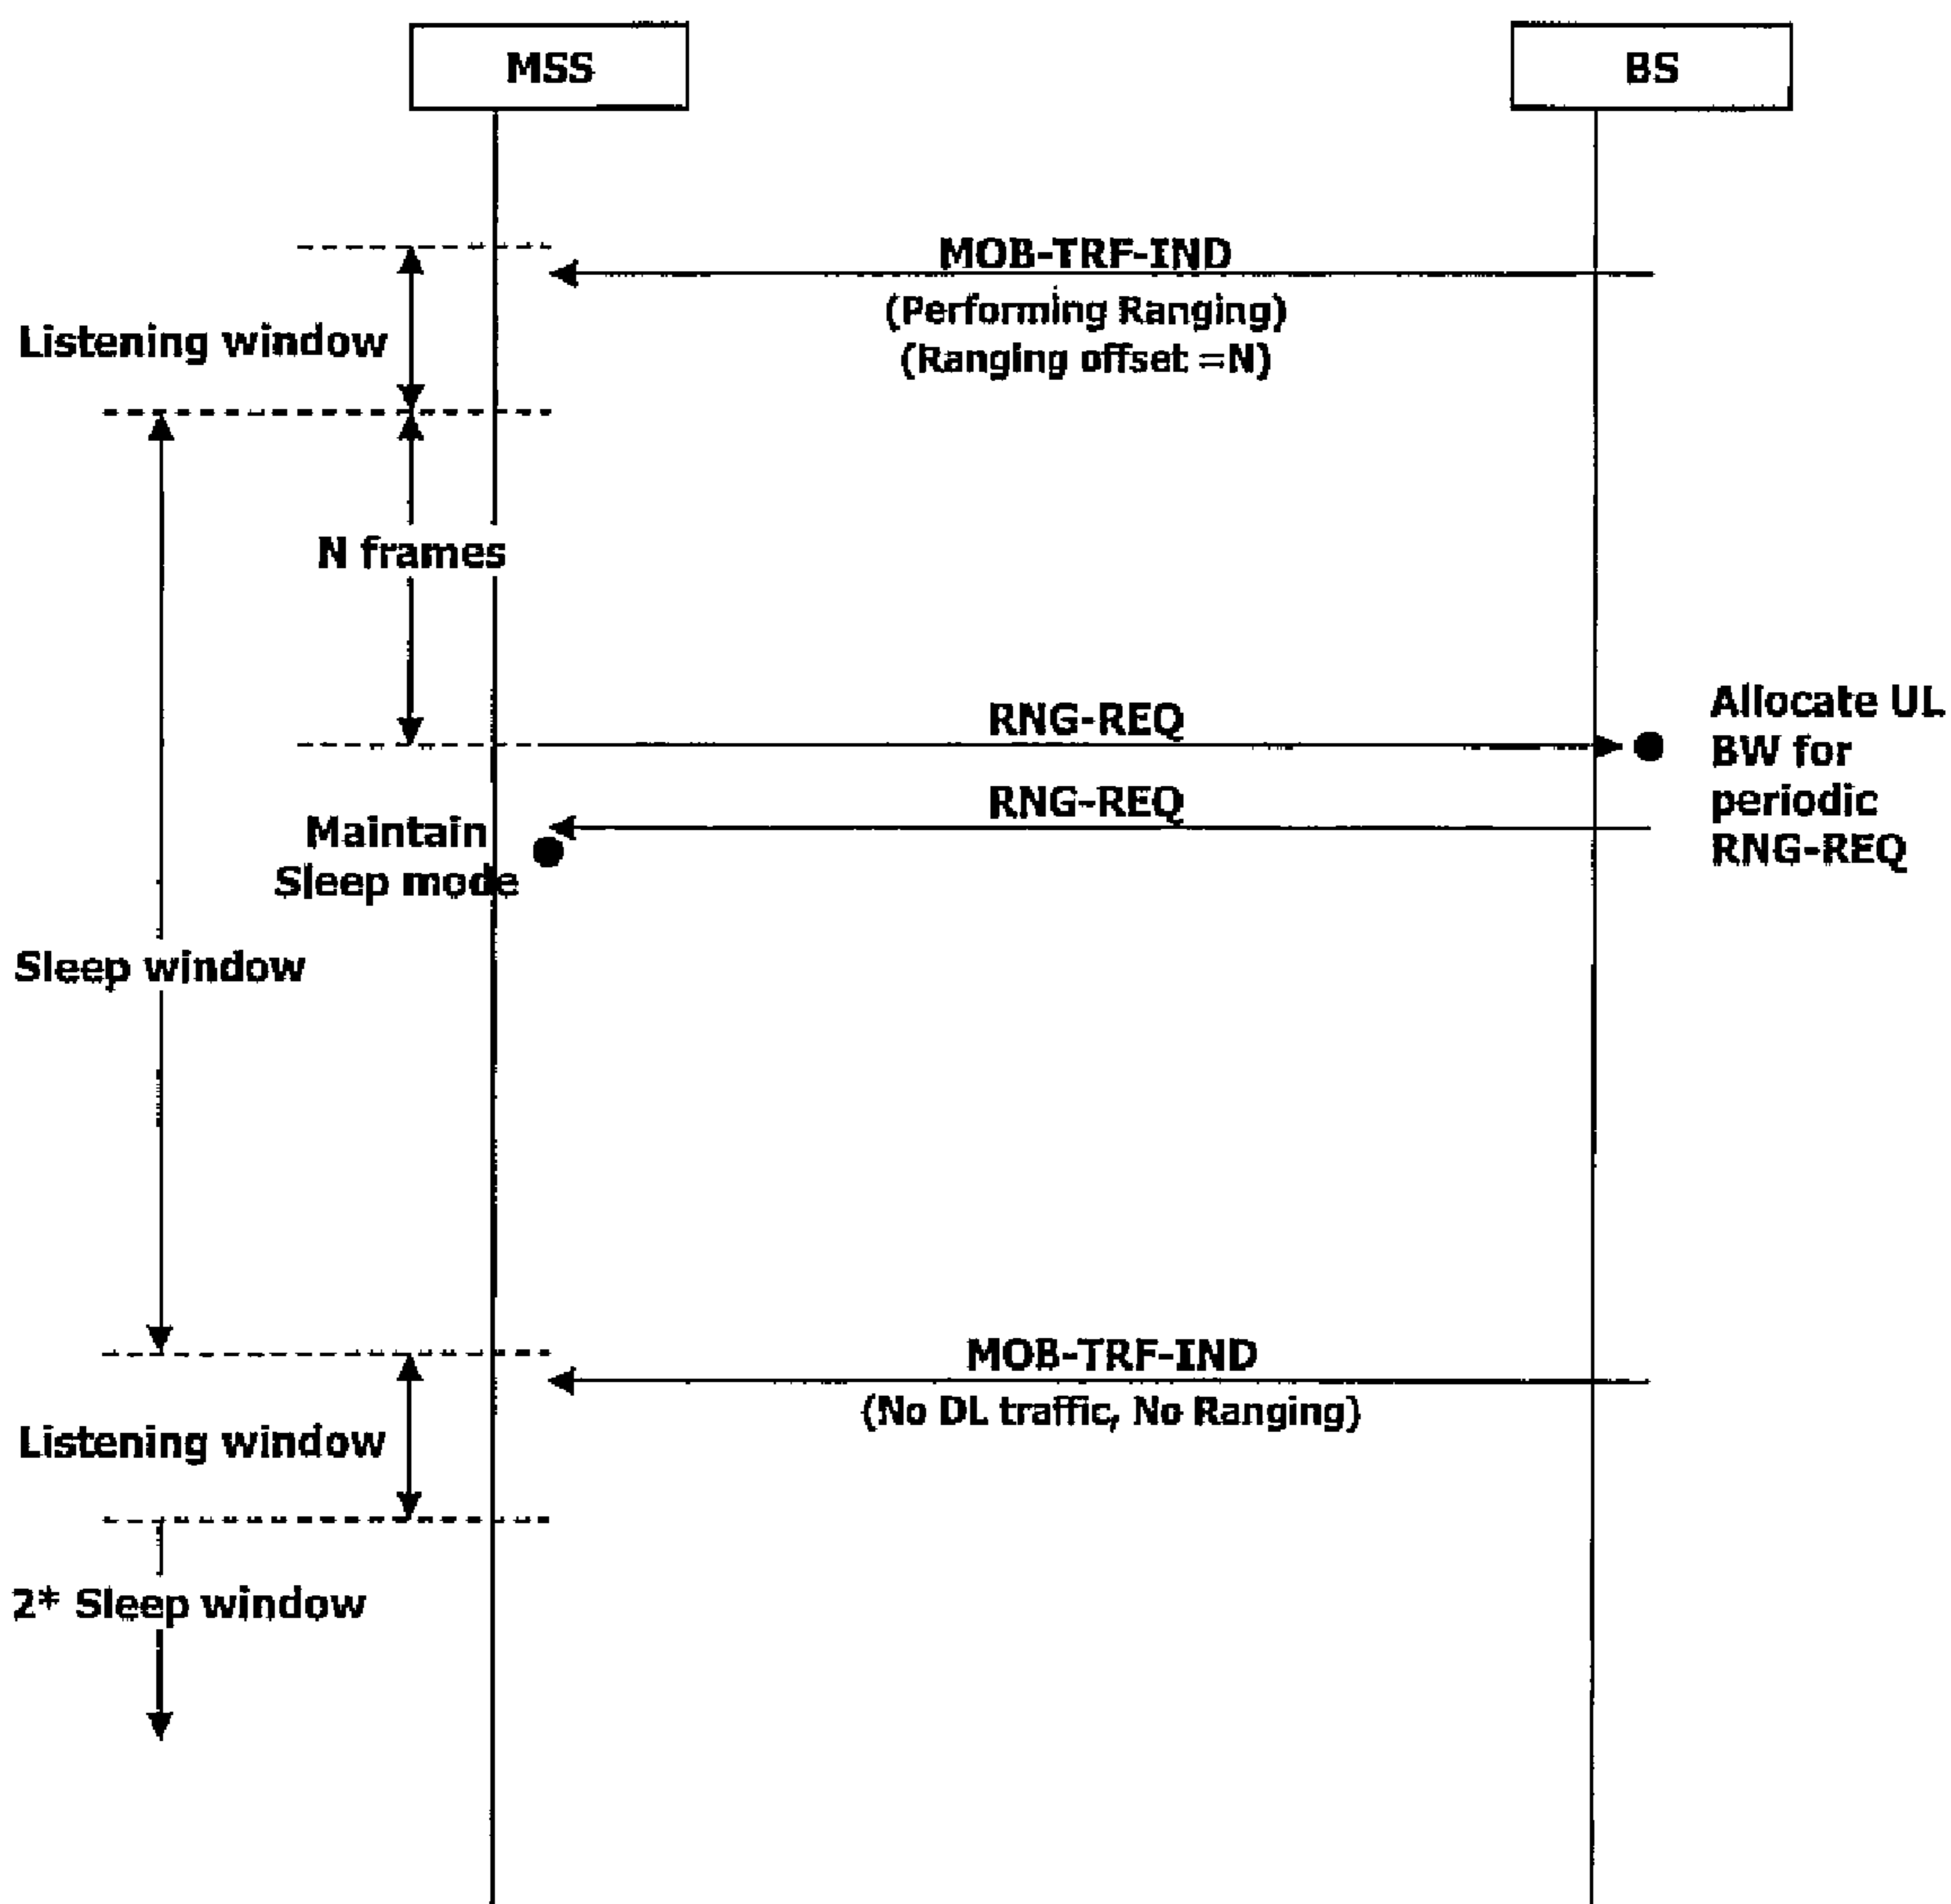 MSS
BS
MOB-TRF-IND
(Performing Ranging)
(Ranging offset =N)
Listening window
N frames
RNG-REQ
Allocate UL
BW for
periodic
RNG-REQ
RNG-REQ
Maintain
Sleep mode
Sleep window
MOB-TRF-IND
(No DL traffic, No Ranging)
Listening window
2* Sleep window